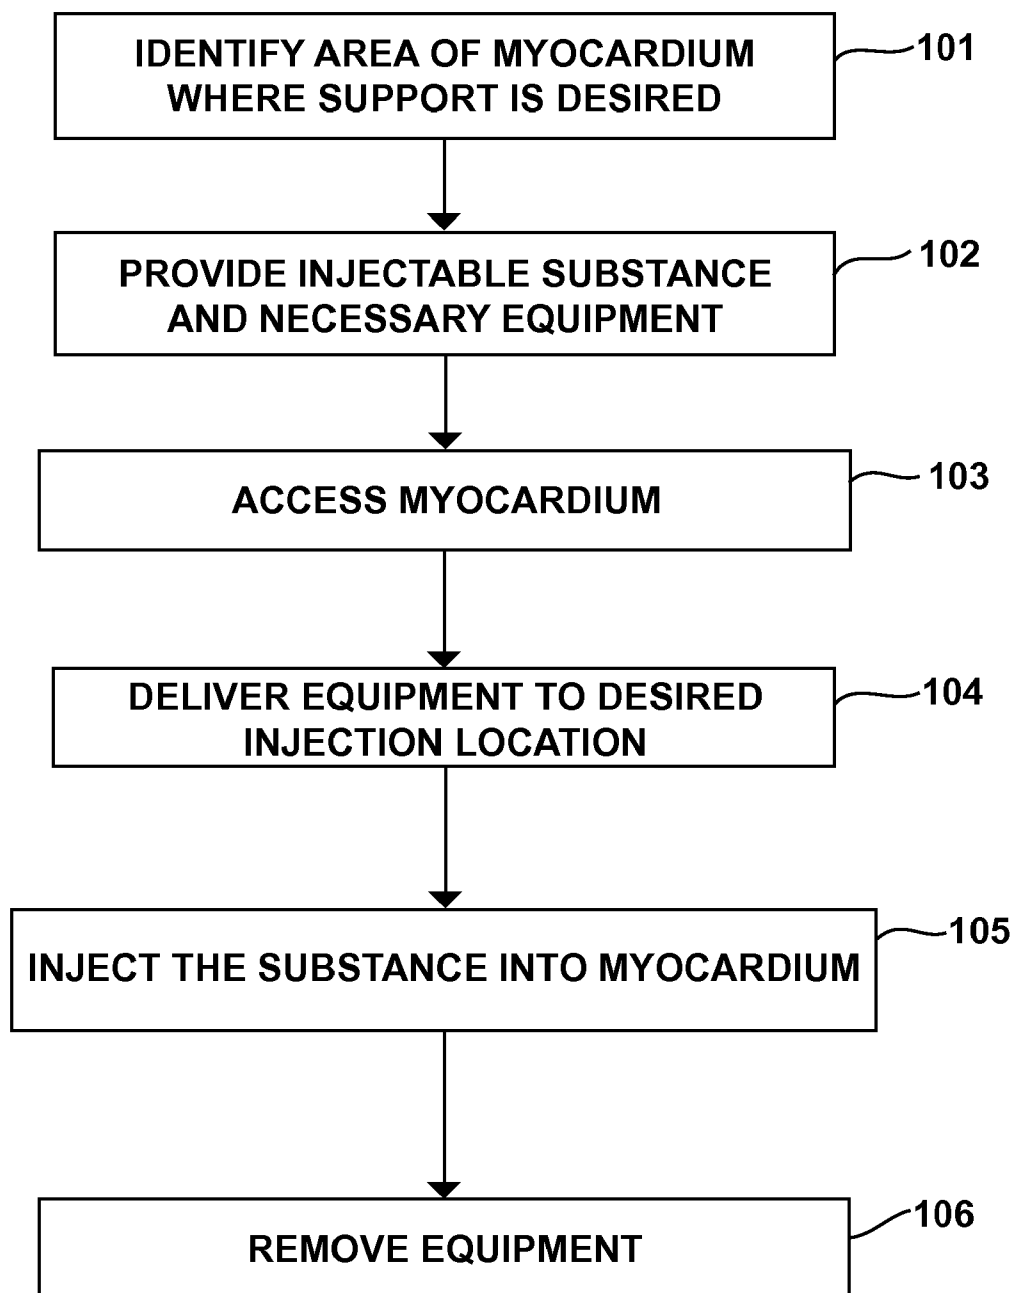 IDENTIFY AREA OF MYOCARDIUM
WHERE SUPPORT IS DESIRED
101
PROVIDE INJECTABLE SUBSTANCE
AND NECESSARY EQUIPMENT
102
ACCESS MYOCARDIUM
103
DELIVER EQUIPMENT TO DESIRED
INJECTION LOCATION
104
INJECT THE SUBSTANCE INTO MYOCARDIUM
105
REMOVE EQUIPMENT
106